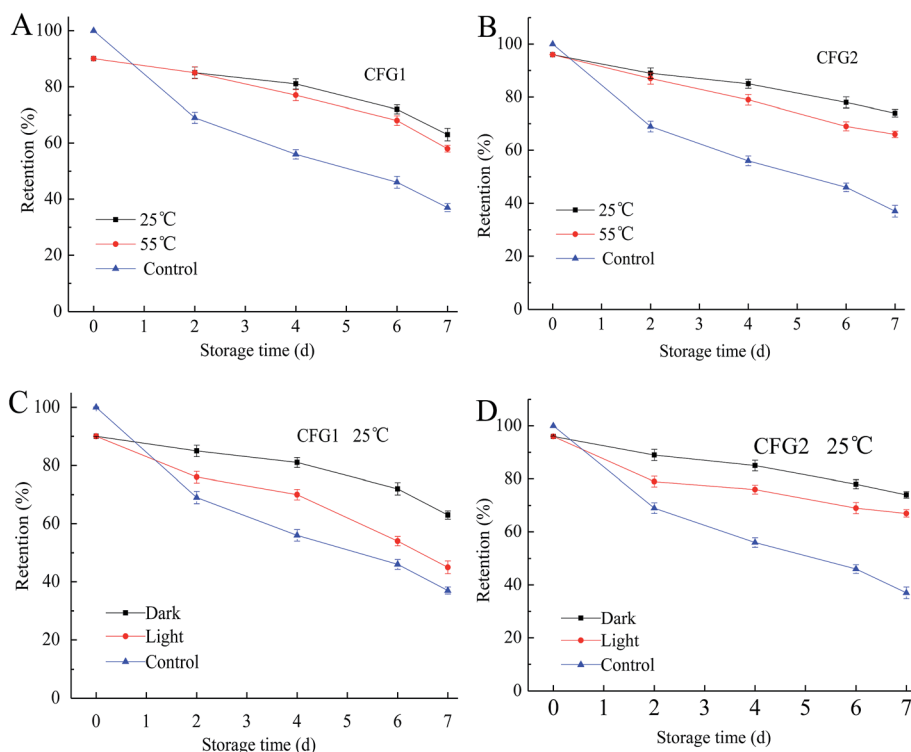 A
CFG1
Retention (%)
100
80
60
40
20
0
25℃
55℃
Control
0 1 2 3 4 5 6 7
Storage time (d)
B
CFG2
Retention (%)
100
80
60
40
20
0
25℃
55℃
Control
0 1 2 3 4 5 6 7
Storage time (d)
C
CFG1 25℃
Retention (%)
100
80
60
40
20
0
Dark
Light
Control
0 1 2 3 4 5 6 7
Storage time (d)
D
CFG2 25℃
Retention (%)
100
80
60
40
20
0
Dark
Light
Control
0 1 2 3 4 5 6 7
Storage time (d)